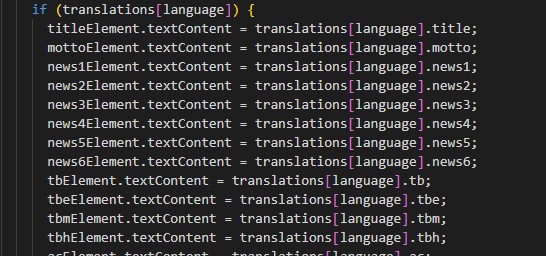 if (translations[language]) {
titleElement.textContent = translations[language].title;
mottoElement.textContent = translations[language].motto;
news1Element.textContent = translations[language].news1;
news2Element.textContent = translations[language].news2;
news3Element.textContent = translations[language].news3;
news4Element.textContent = translations[language].news4;
news5Element.textContent = translations[language].news5;
news6Element.textContent = translations[language].news6;
tbElement.textContent = translations[language].tb;
tbeElement.textContent = translations[language].tbe;
tbmElement.textContent = translations[language].tbm;
tbhElement.textContent = translations[language].tbh;